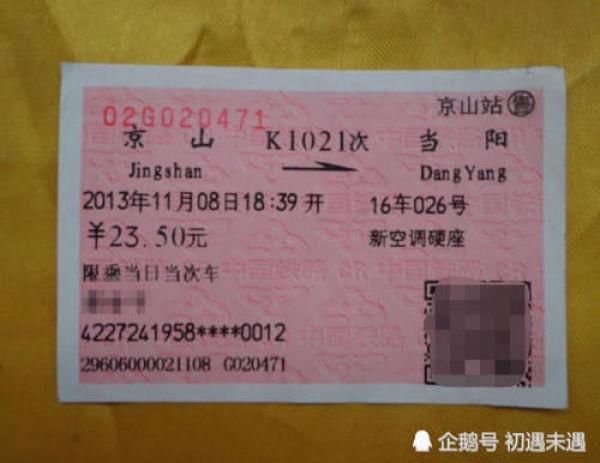 京山站 售
02G020471
京 山 K1021次 当 阳
Jingshan DangYang
2013年11月08日18:39开 16车026号
¥23.50元 新空调硬座
限乘当日当次车
4227241958****0012
29606000021108 G020471
企鹅号 初遇未遇